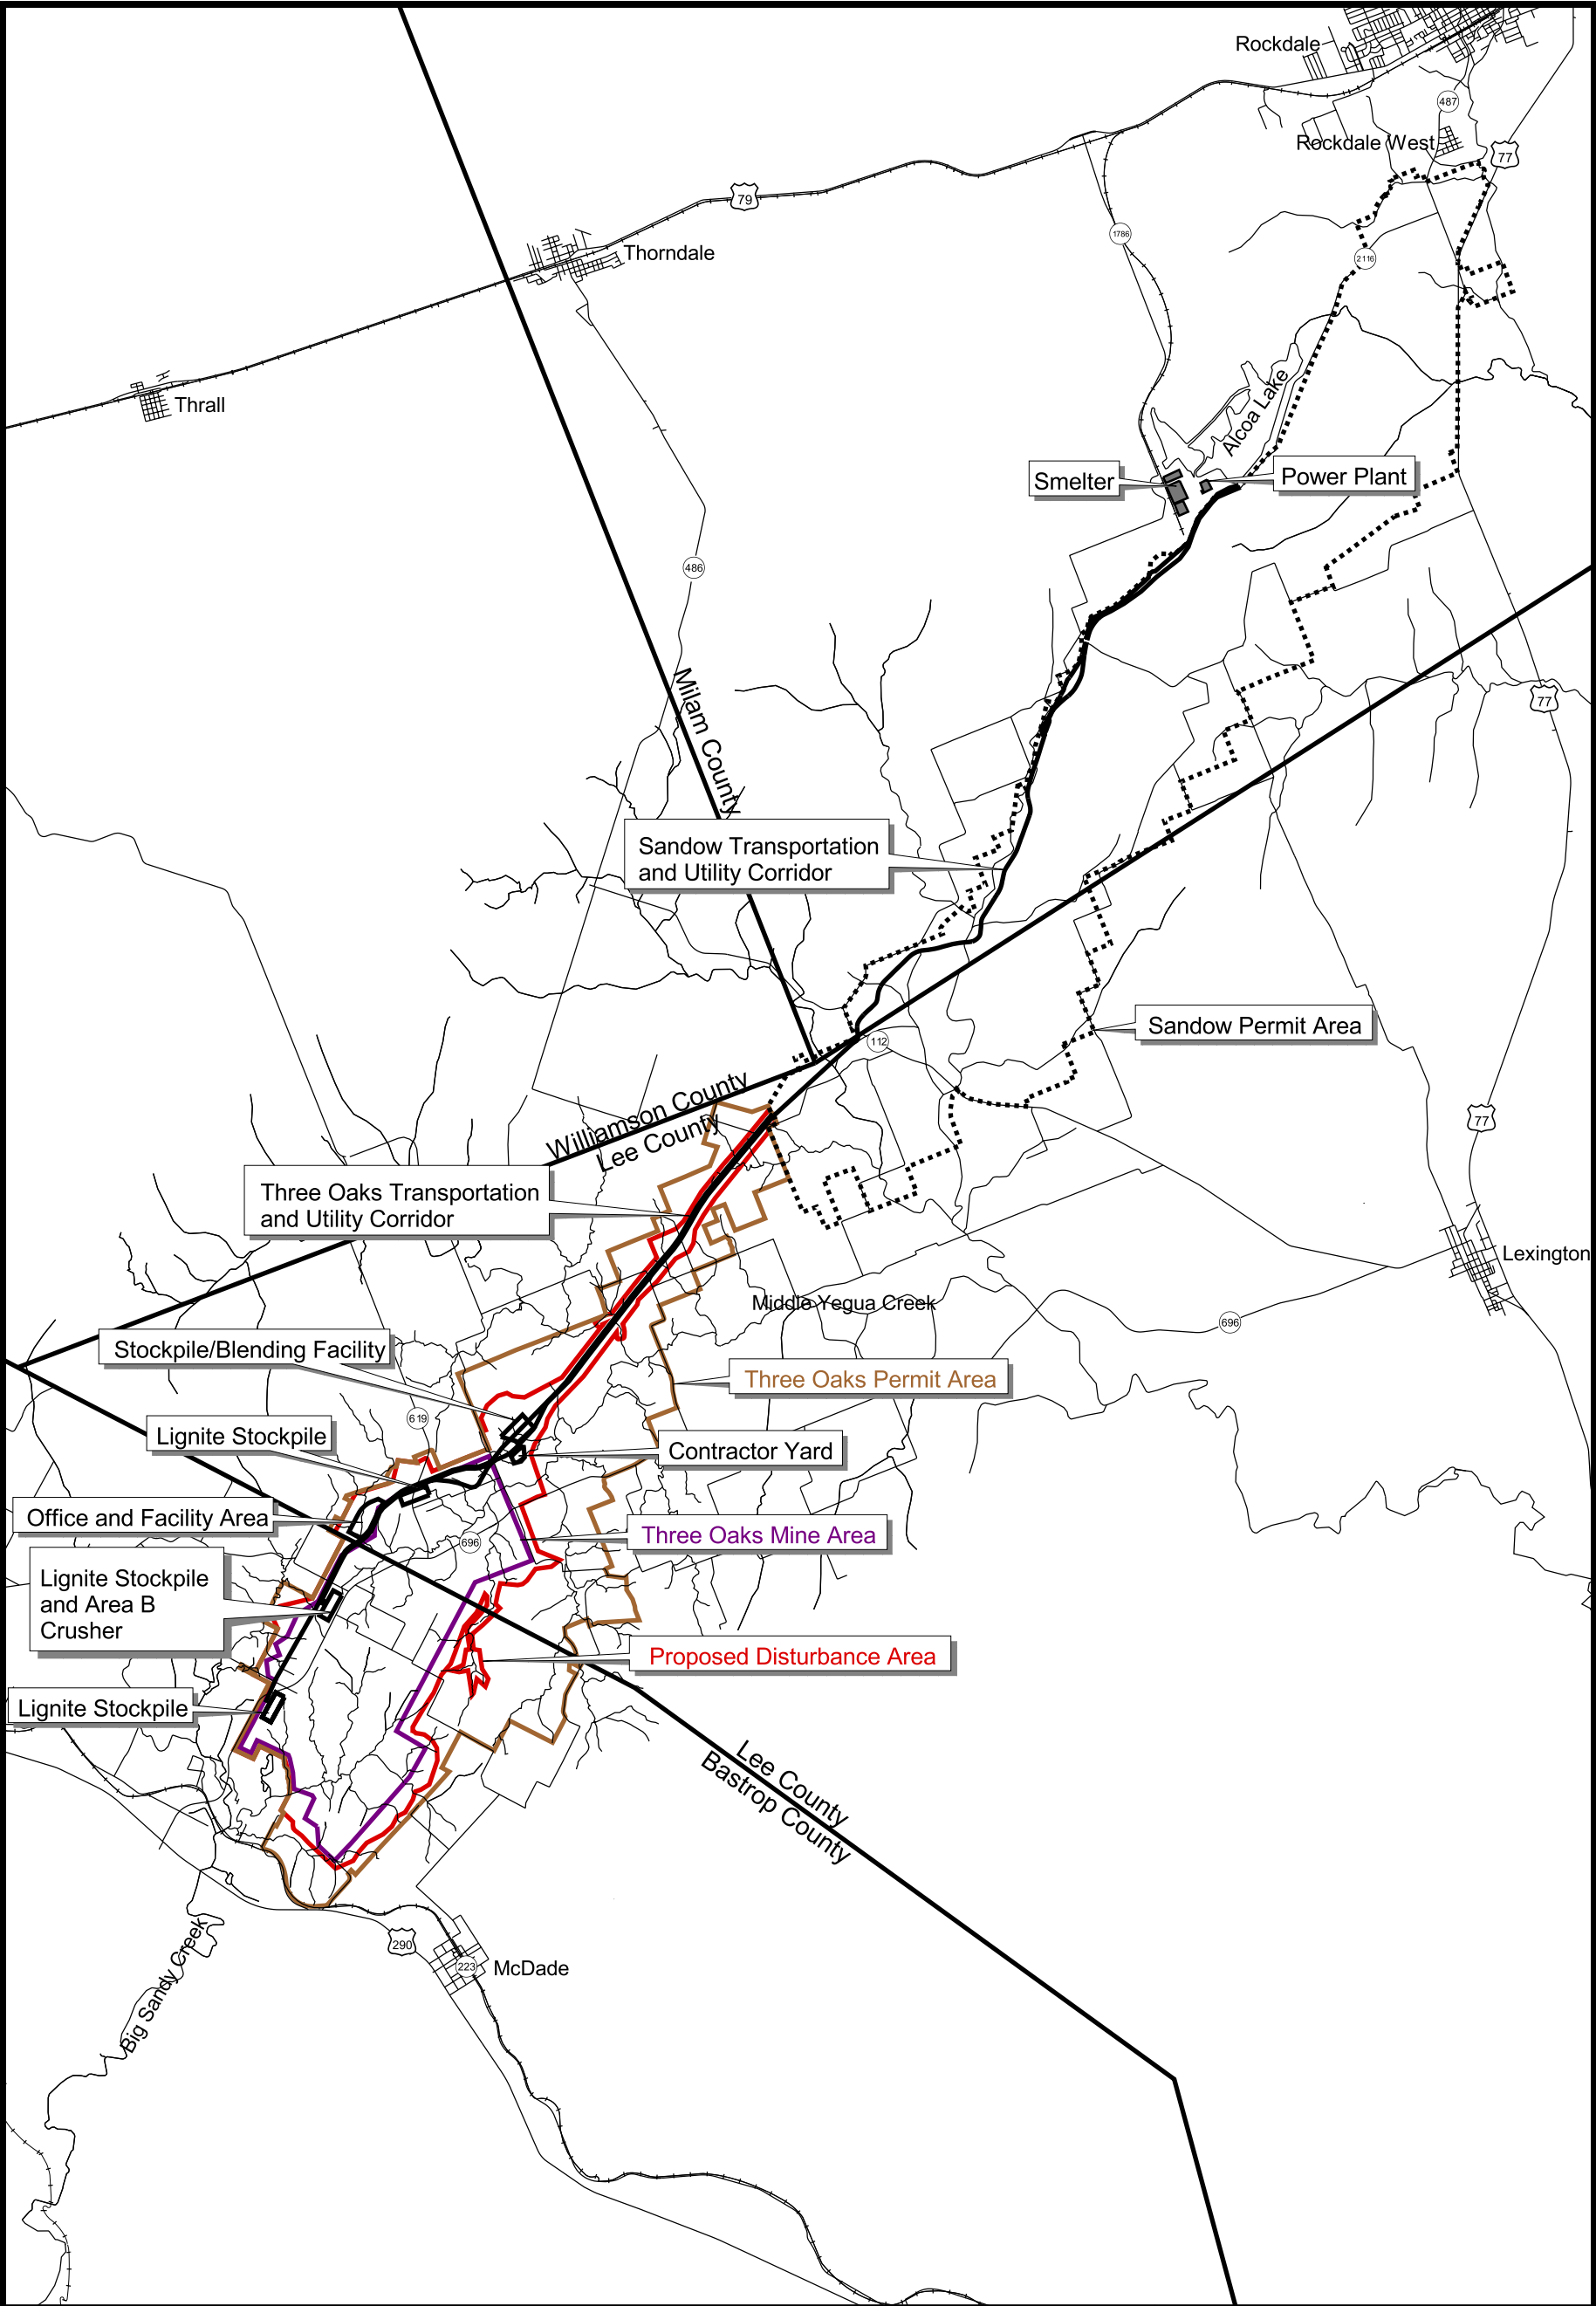 Rockdale
487
Rockdale West
77
79
1786
Thorndale
2116
Thrall
Alcoa Lake
Smelter
Power Plant
486
Milam County
77
Sandow Transportation
and Utility Corridor
Sandow Permit Area
112
Williamson County
Lee County
77
Three Oaks Transportation
and Utility Corridor
Lexington
Middle Yegua Creek
696
Stockpile/Blending Facility
Three Oaks Permit Area
619
Lignite Stockpile
Contractor Yard
Office and Facility Area
696
Three Oaks Mine Area
Lignite Stockpile
and Area B
Crusher
Proposed Disturbance Area
Lignite Stockpile
Lee County
Bastrop County
290
223
McDade
Big Sandy Creek